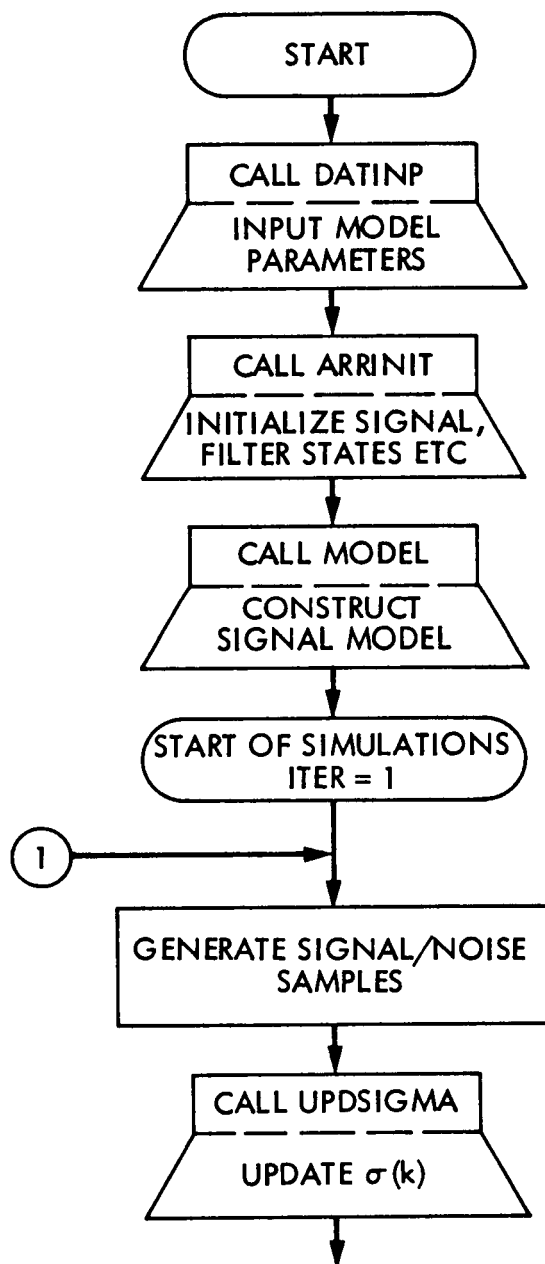 START
CALL DATINP
INPUT MODEL
PARAMETERS
CALL ARRINIT
INITIALIZE SIGNAL,
FILTER STATES ETC
CALL MODEL
CONSTRUCT
SIGNAL MODEL
START OF SIMULATIONS
ITER = 1
1
GENERATE SIGNAL/NOISE
SAMPLES
CALL UPDSIGMA
UPDATE σ(k)